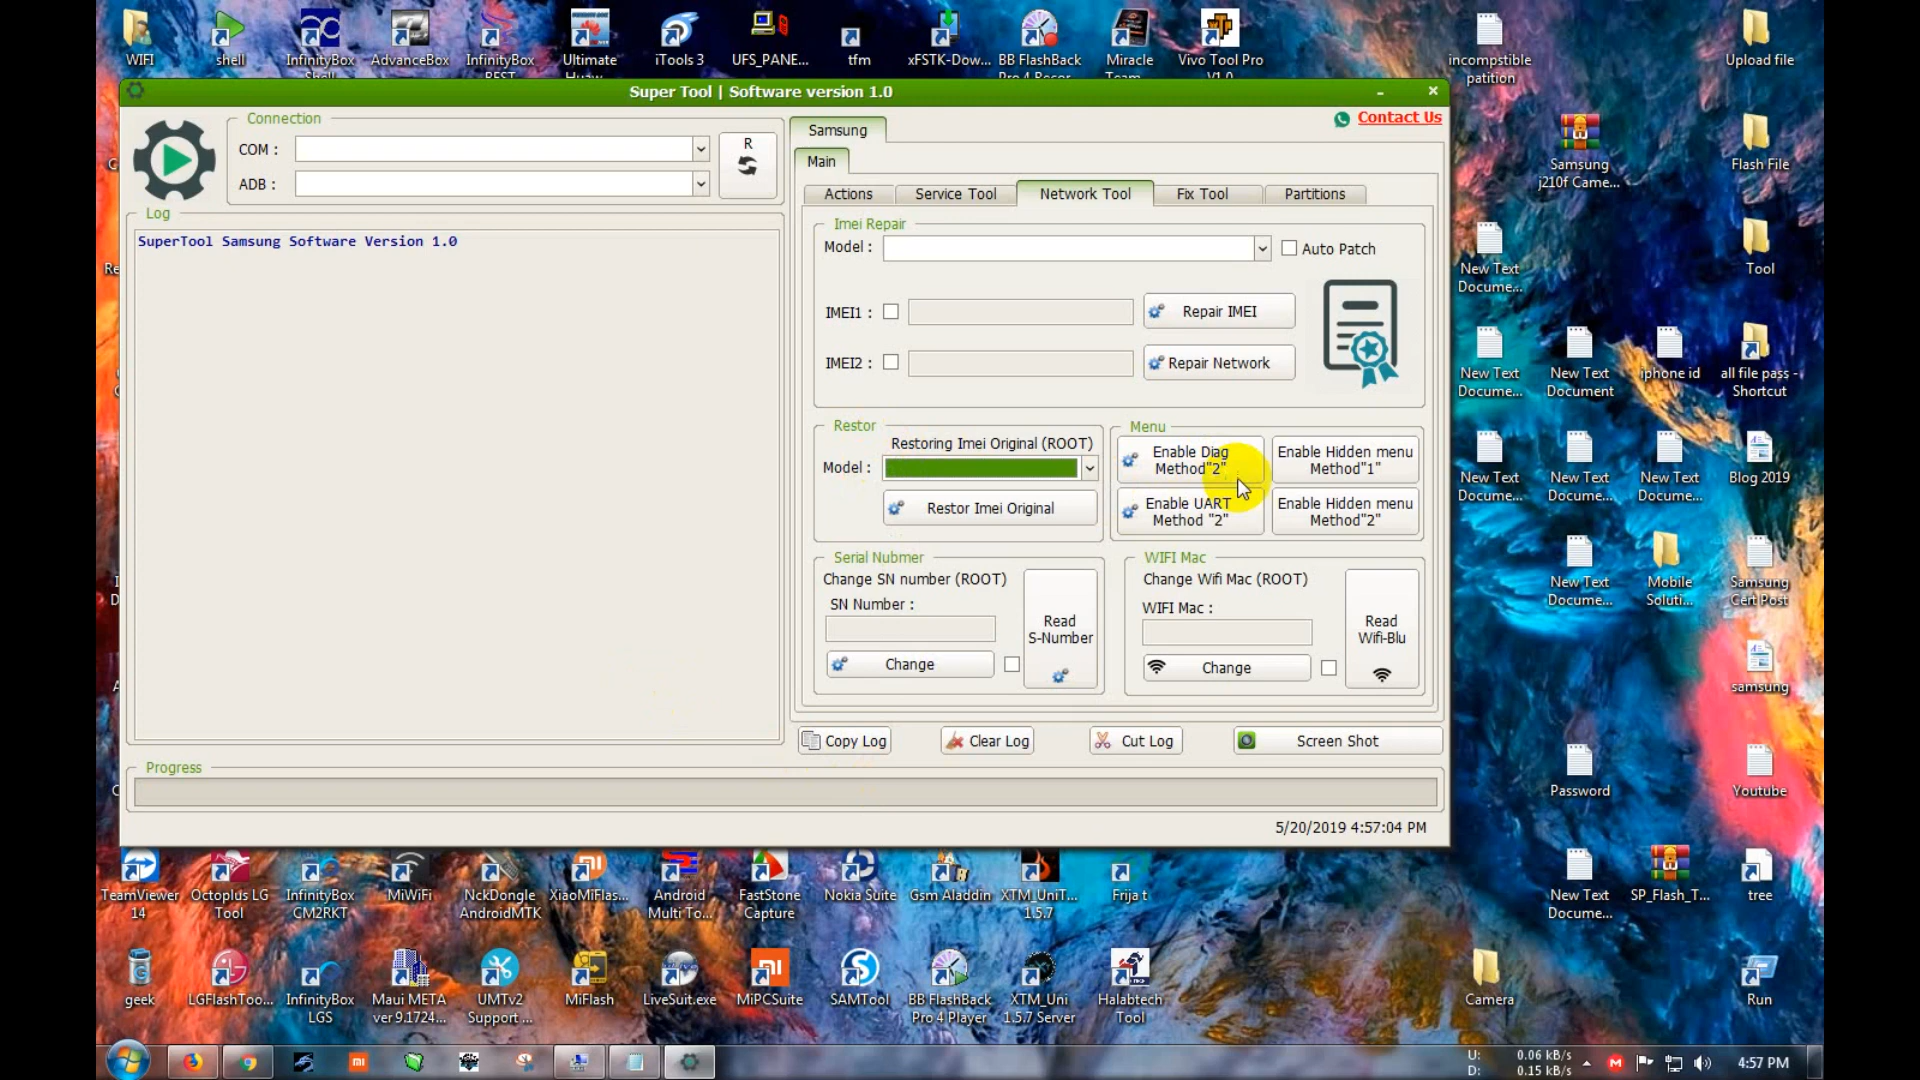 WIFI
shell
InfinityBox
Shell
AdvanceBox
InfinityBox
BEST
Ultimate
Huaw...
iTools 3
UFS_PANE...
tfm
xFSTK-Dow...
BB FlashBack
Pro 4 Recor...
Miracle
Team
Vivo Tool Pro
V1.0
incompstible
patition
Upload file
Super Tool | Software version 1.0
Connection
COM :
ADB :
R
Samsung
Contact Us
Main
Actions
Service Tool
Network Tool
Fix Tool
Partitions
Log
SuperTool Samsung Software Version 1.0
Imei Repair
Model :
Auto Patch
IMEI1 :
Repair IMEI
IMEI2 :
Repair Network
Restor
Restoring Imei Original (ROOT)
Model :
Restor Imei Original
Menu
Enable Diag
Method"2"
Enable Hidden menu
Method"1"
Enable UART
Method "2"
Enable Hidden menu
Method"2"
Serial Nubmer
Change SN number (ROOT)
SN Number :
Change
Read
S-Number
WIFI Mac
Change Wifi Mac (ROOT)
WIFI Mac :
Change
Read
Wifi-Blu
Copy Log
Clear Log
Cut Log
Screen Shot
Progress
5/20/2019 4:57:04 PM
Samsung
j210f Came...
Flash File
New Text
Docume...
Tool
New Text
Docume...
New Text
Document
iphone id
all file pass -
Shortcut
New Text
Docume...
New Text
Docume...
New Text
Docume...
Blog 2019
New Text
Docume...
Mobile
Soluti...
Samsung
Cert Post
samsung
Password
Youtube
TeamViewer
14
Octoplus LG
Tool
InfinityBox
CM2RKT
MiWiFi
NckDongle
AndroidMTK
XiaoMiFlas...
Android
Multi To...
FastStone
Capture
Nokia Suite
Gsm Aladdin
XTM_UniT...
1.5.7
Frija t
New Text
Docume...
SP_Flash_T...
tree
geek
LGFlashToo...
InfinityBox
LGS
Maui META
ver 9.1724...
UMTv2
Support ...
MiFlash
LiveSuit.exe
MiPCSuite
SAMTool
BB FlashBack
Pro 4 Player
XTM_Uni
1.5.7 Server
Halabtech
Tool
Camera
Run
U: 0.06 kB/s
D: 0.15 kB/s
4:57 PM